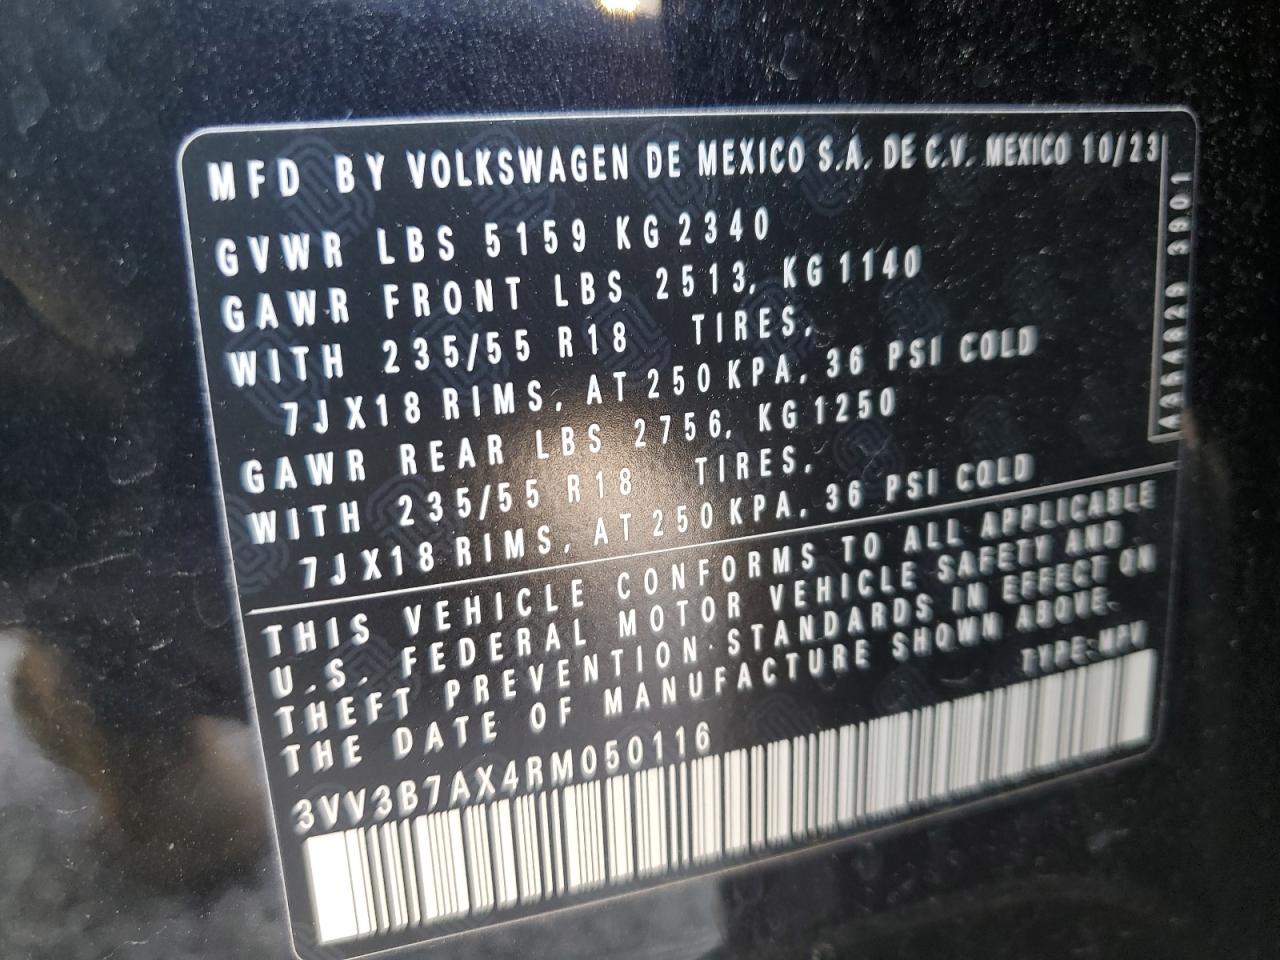 MFD BY VOLKSWAGEN DE MEXICO S.A. DE C.V. MEXICO 10/23
GVWR LBS 5159 KG 2340
GAWR FRONT LBS 2513, KG 1140
WITH 235/55 R18 TIRES,
7JX18 RIMS, AT 250 KPA, 36 PSI COLD
GAWR REAR LBS 2756, KG 1250
WITH 235/55 R18 TIRES,
7JX18 RIMS, AT 250 KPA, 36 PSI COLD
THIS VEHICLE CONFORMS TO ALL APPLICABLE
U.S. FEDERAL MOTOR VEHICLE SAFETY AND
THEFT PREVENTION STANDARDS IN EFFECT ON
THE DATE OF MANUFACTURE SHOWN ABOVE.
TYPE: MPV
3VV3B7AX4RM050116
3901